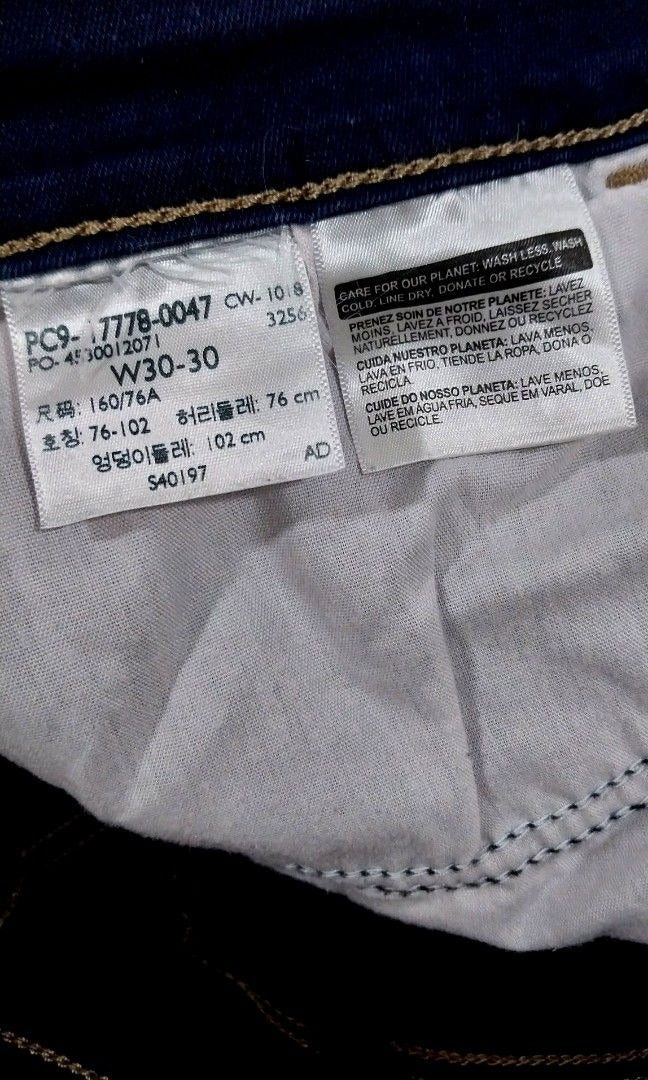 PC9-17778-0047 CW- 1018
PO- 4530012071 3256
W30-30
尺码: 160/76A
호칭: 76-102 허리둘레: 76 cm
엉덩이둘레: 102 cm
S40197 AD
CARE FOR OUR PLANET: WASH LESS, WASH
COLD, LINE DRY, DONATE OR RECYCLE
PRENEZ SOIN DE NOTRE PLANETE: LAVEZ
MOINS, LAVEZ A FROID, LAISSEZ SECHER
NATURELLEMENT, DONNEZ OU RECYCLEZ
CUIDA NUESTRO PLANETA: LAVA MENOS,
LAVA EN FRIO, TIENDE LA ROPA, DONA O
RECICLA
CUIDE DO NOSSO PLANETA: LAVE MENOS,
LAVE EM ÁGUA FRIA, SEQUE EM VARAL, DOE
OU RECICLE.